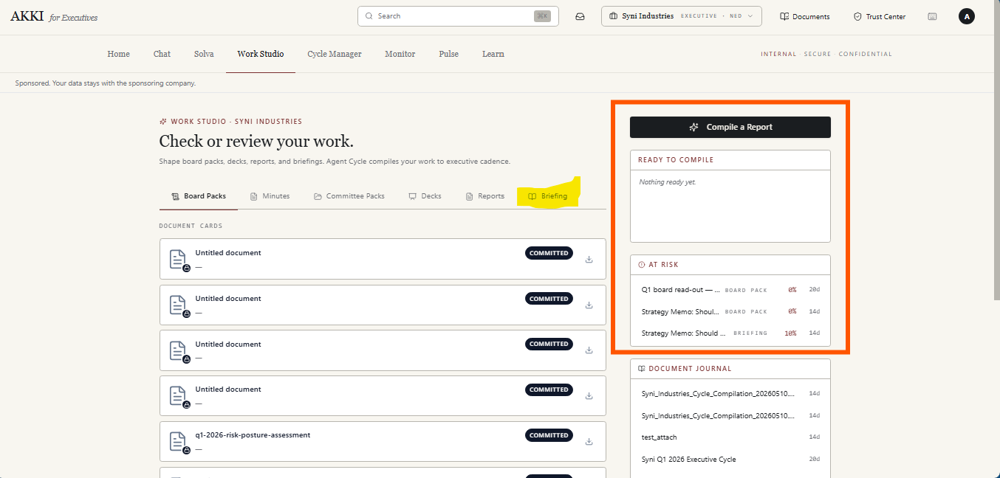 AKKI for Executives
Search
⌘K
Syni Industries EXECUTIVE · NED
Documents
Trust Center
A
Home
Chat
Solva
Work Studio
Cycle Manager
Monitor
Pulse
Learn
INTERNAL · SECURE · CONFIDENTIAL
Sponsored. Your data stays with the sponsoring company.
WORK STUDIO · SYNI INDUSTRIES
Check or review your work.
Shape board packs, decks, reports, and briefings. Agent Cycle compiles your work to executive cadence.
Board Packs
Minutes
Committee Packs
Decks
Reports
Briefing
DOCUMENT CARDS
Untitled document
COMMITTED
—
Untitled document
COMMITTED
—
Untitled document
COMMITTED
—
Untitled document
COMMITTED
—
q1-2026-risk-posture-assessment
COMMITTED
—
Compile a Report
READY TO COMPILE
Nothing ready yet.
AT RISK
Q1 board read-out — ... BOARD PACK 0% 20d
Strategy Memo: Shoul... BOARD PACK 0% 14d
Strategy Memo: Should ... BRIEFING 10% 14d
DOCUMENT JOURNAL
Syni_Industries_Cycle_Compilation_20260510.... 14d
Syni_Industries_Cycle_Compilation_20260510.... 14d
test_attach 14d
Syni Q1 2026 Executive Cycle 20d